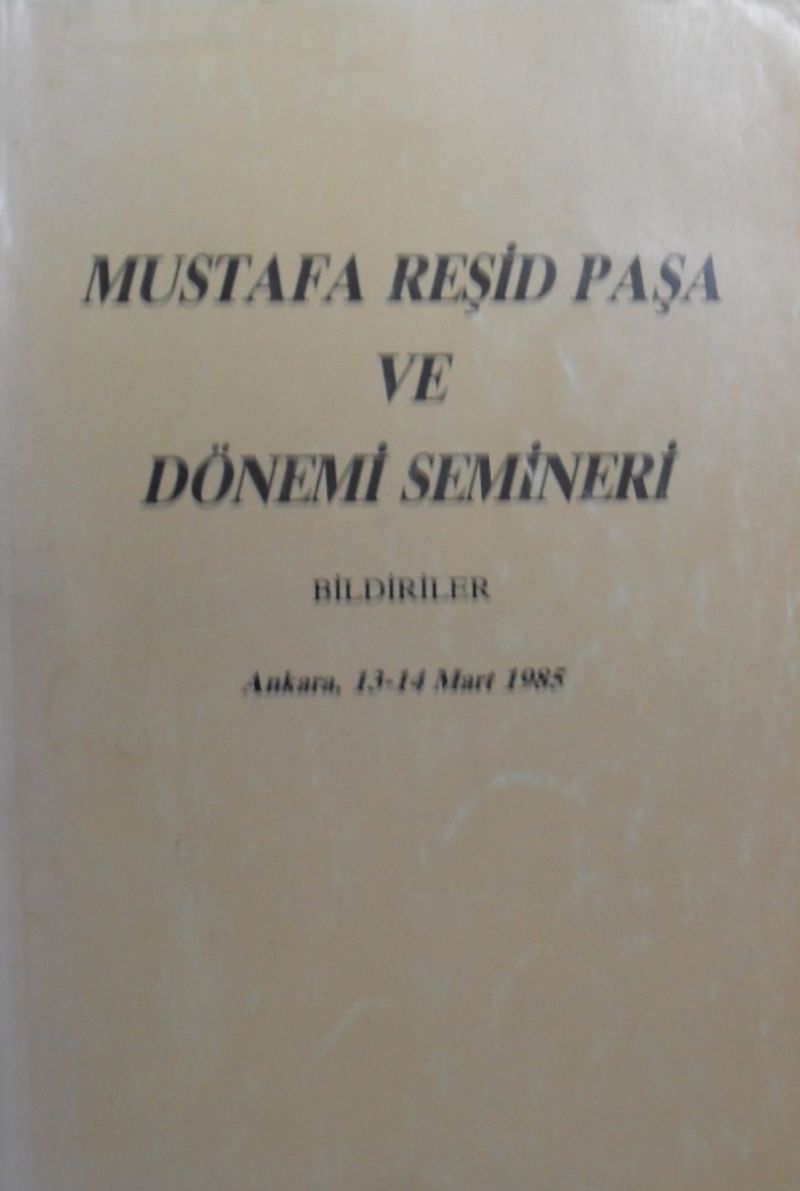 MUSTAFA REŞİD PAŞA
VE
DÖNEMİ SEMİNERİ
BİLDİRİLER
Ankara, 13-14 Mart 1985